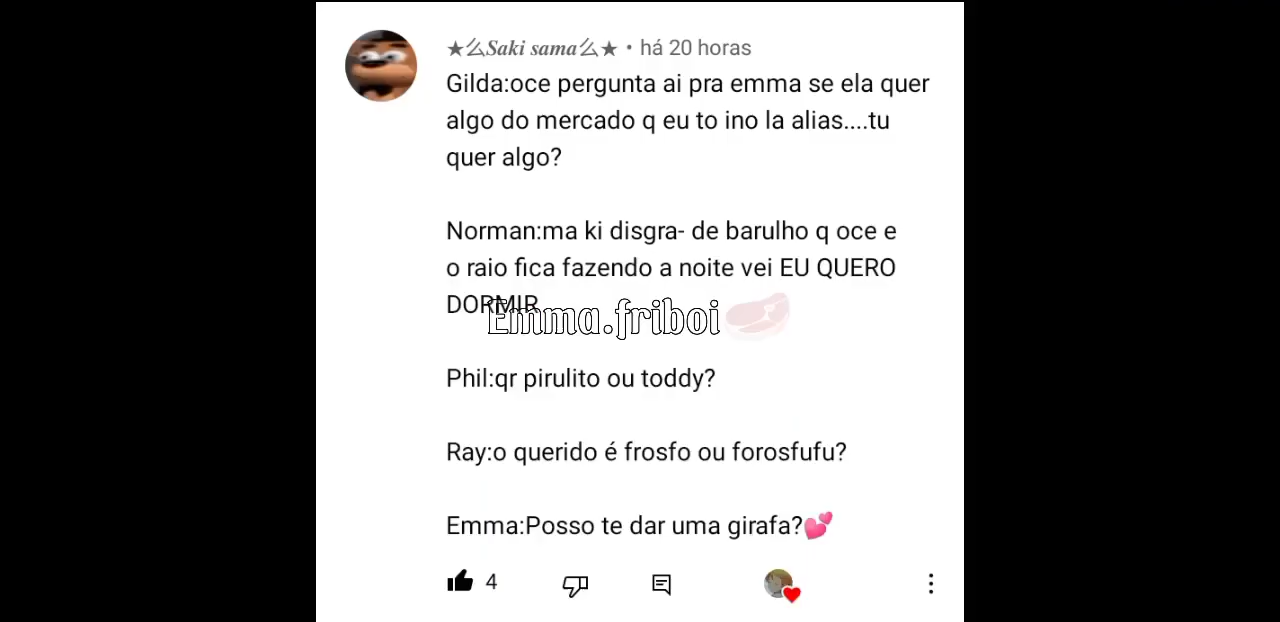 ★么Saki sama么★ • há 20 horas
Gilda:oce pergunta ai pra emma se ela quer
algo do mercado q eu to ino la alias....tu
quer algo?
Norman:ma ki disgra- de barulho q oce e
o raio fica fazendo a noite vei EU QUERO
DORMIR
Emma.friboi
Phil:qr pirulito ou toddy?
Ray:o querido é frosfo ou forosfufu?
Emma:Posso te dar uma girafa?💕
4